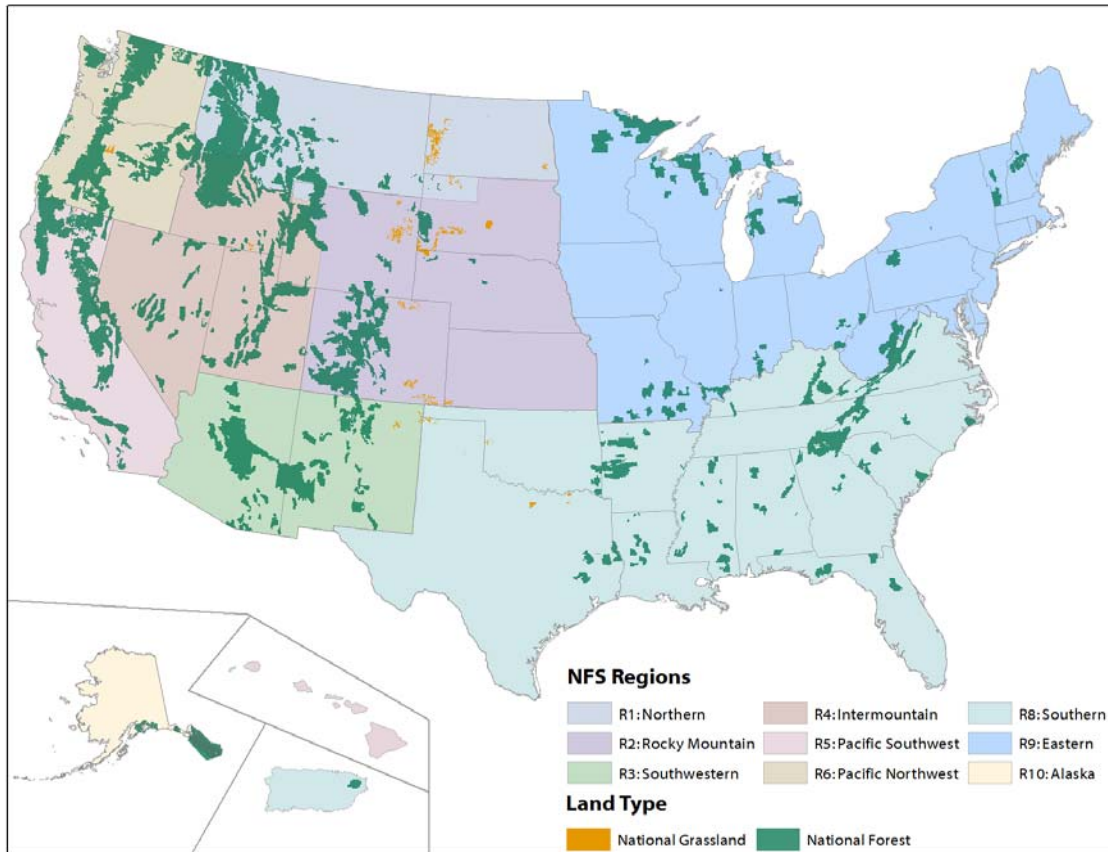 NFS Regions
R1: Northern
R4: Intermountain
R8: Southern
R2: Rocky Mountain
R5: Pacific Southwest
R9: Eastern
R3: Southwestern
R6: Pacific Northwest
R10: Alaska
Land Type
National Grassland
National Forest